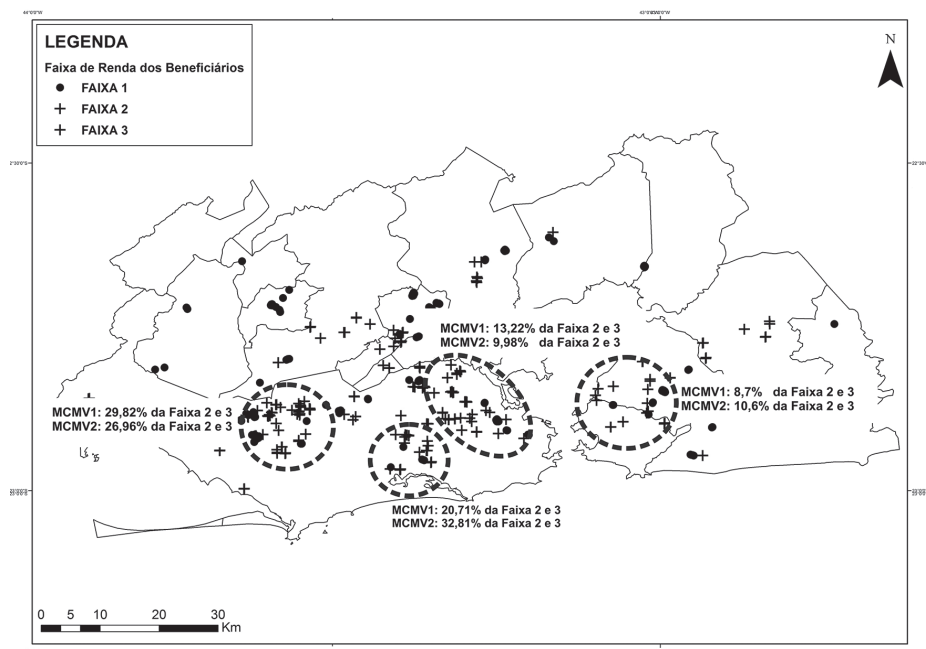 LEGENDA
Faixa de Renda dos Beneficiários
FAIXA 1
FAIXA 2
FAIXA 3
N
MCMV1: 13,22% da Faixa 2 e 3
MCMV2: 9,98% da Faixa 2 e 3
MCMV1: 8,7% da Faixa 2 e 3
MCMV2: 10,6% da Faixa 2 e 3
MCMV1: 29,82% da Faixa 2 e 3
MCMV2: 26,96% da Faixa 2 e 3
MCMV1: 20,71% da Faixa 2 e 3
MCMV2: 32,81% da Faixa 2 e 3
0 5 10 20 30
Km